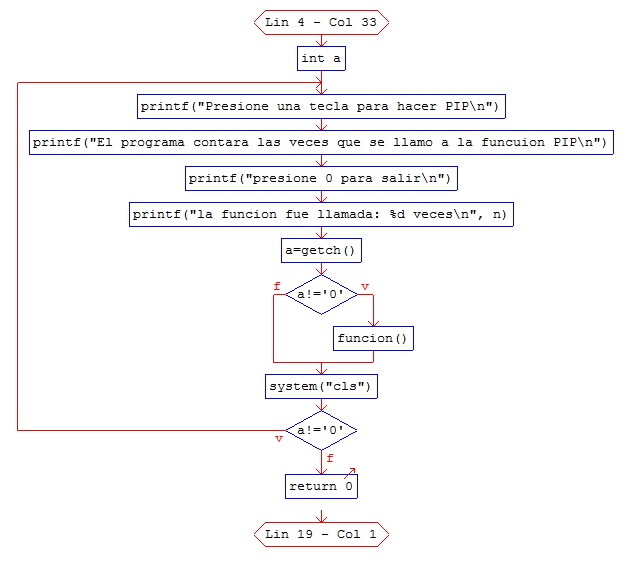 Lin 4 - Col 33
int a
printf("Presione una tecla para hacer PIP\n")
printf("El programa contara las veces que se llamo a la funcuion PIP\n")
printf("presione 0 para salir\n")
printf("la funcion fue llamada: %d veces\n", n)
a=getch()
f
a!='0'
v
funcion()
system("cls")
a!='0'
v
f
return 0
Lin 19 - Col 1